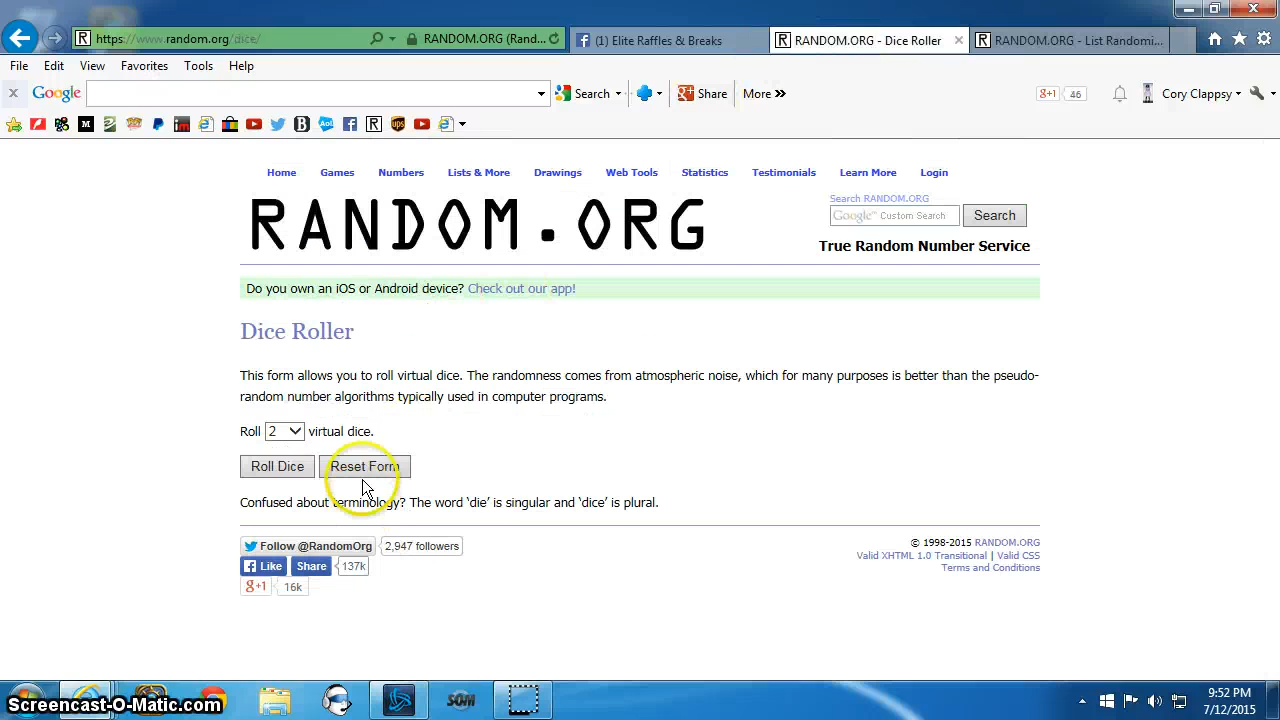 https://www.random.org/dice/
RANDOM.ORG (Rand...
(1) Elite Raffles & Breaks
RANDOM.ORG - Dice Roller
RANDOM.ORG - List Randomi...
File Edit View Favorites Tools Help
Google
Search
Share
More »
g+1 46
Cory Clappsy
Home Games Numbers Lists & More Drawings Web Tools Statistics Testimonials Learn More Login
RANDOM.ORG
Search RANDOM.ORG
Google™ Custom Search
Search
True Random Number Service
Do you own an iOS or Android device? Check out our app!
Dice Roller
This form allows you to roll virtual dice. The randomness comes from atmospheric noise, which for many purposes is better than the pseudo-
random number algorithms typically used in computer programs.
Roll 2 virtual dice.
Roll Dice Reset Form
Confused about terminology? The word ‘die’ is singular and ‘dice’ is plural.
Follow @RandomOrg 2,947 followers
Like Share 137k
g+1 16k
© 1998-2015 RANDOM.ORG
Valid XHTML 1.0 Transitional | Valid CSS
Terms and Conditions
Screencast-O-Matic.com
SOM
9:52 PM
7/12/2015